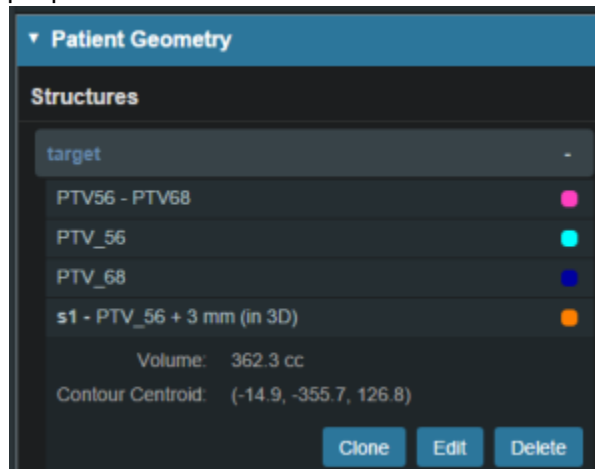 Patient Geometry
Structures
target -
PTV56 - PTV68
PTV_56
PTV_68
s1 - PTV_56 + 3 mm (in 3D)
Volume: 362.3 cc
Contour Centroid: (-14.9, -355.7, 126.8)
Clone Edit Delete